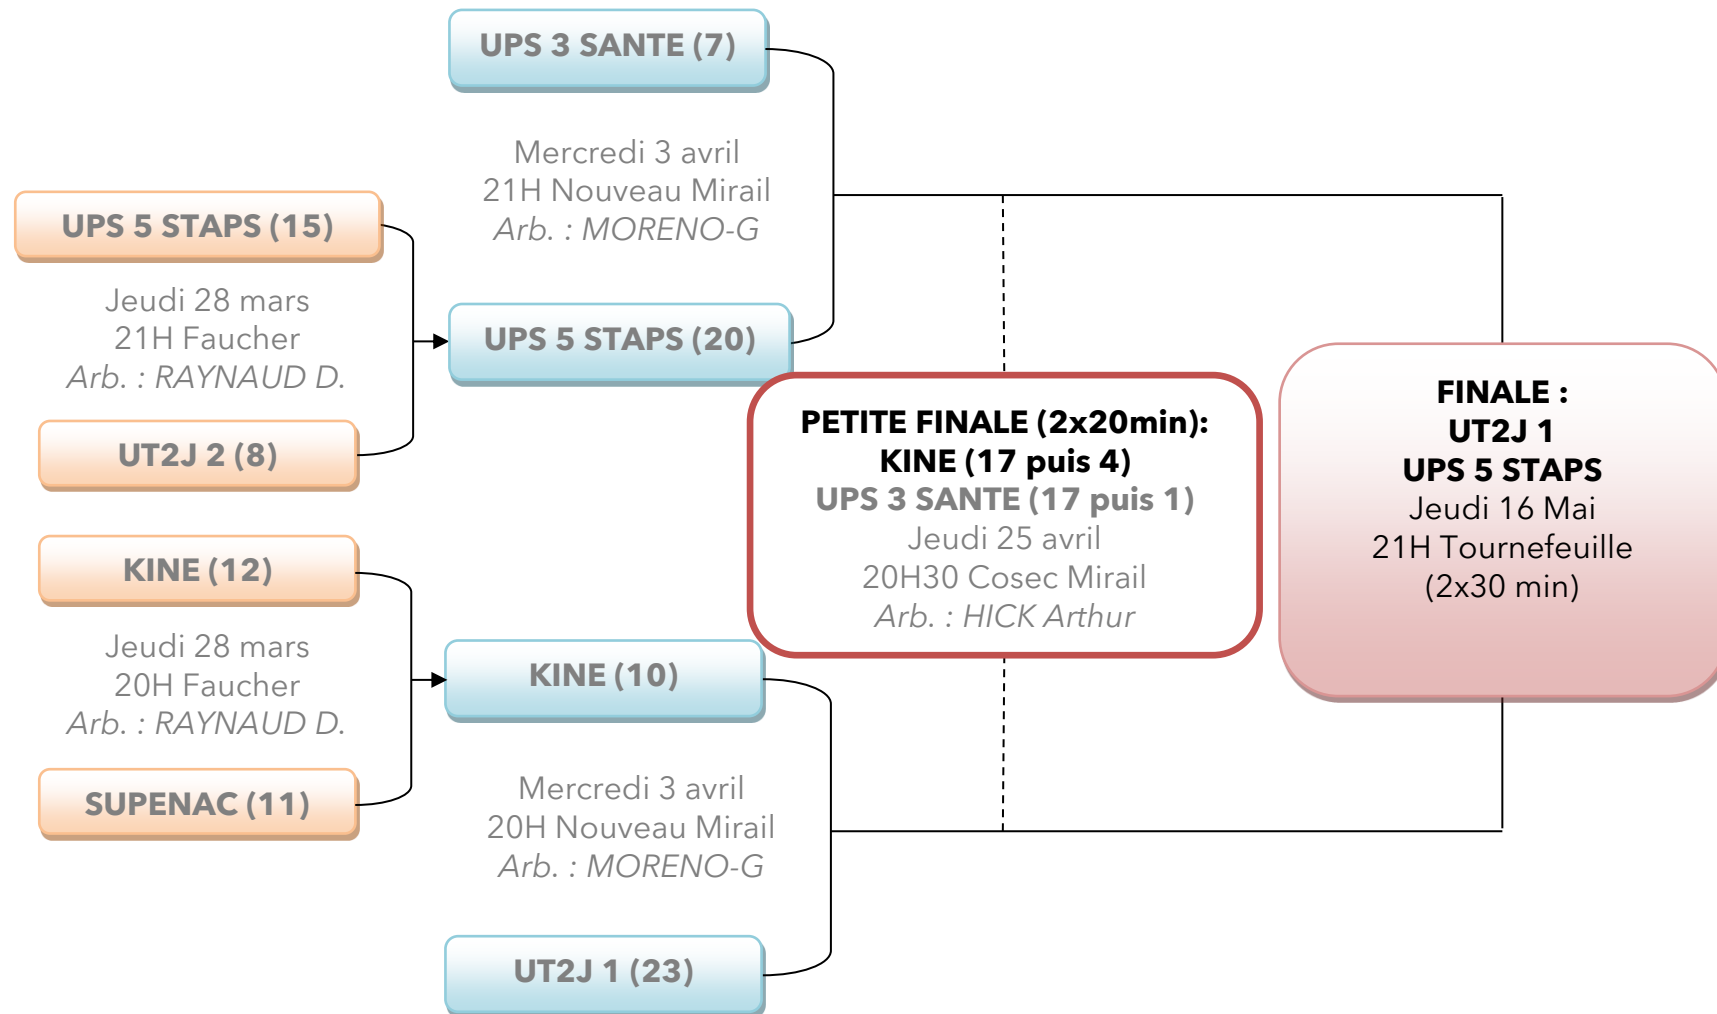 UPS 3 SANTE (7)
Mercredi 3 avril
21H Nouveau Mirail
Arb. : MORENO-G
UPS 5 STAPS (15)
Jeudi 28 mars
21H Faucher
Arb. : RAYNAUD D.
UT2J 2 (8)
UPS 5 STAPS (20)
KINE (12)
Jeudi 28 mars
20H Faucher
Arb. : RAYNAUD D.
SUPENAC (11)
KINE (10)
Mercredi 3 avril
20H Nouveau Mirail
Arb. : MORENO-G
UT2J 1 (23)
PETITE FINALE (2x20min):
KINE (17 puis 4)
UPS 3 SANTE (17 puis 1)
Jeudi 25 avril
20H30 Cosec Mirail
Arb. : HICK Arthur
FINALE :
UT2J 1
UPS 5 STAPS
Jeudi 16 Mai
21H Tournefeuille
(2x30 min)